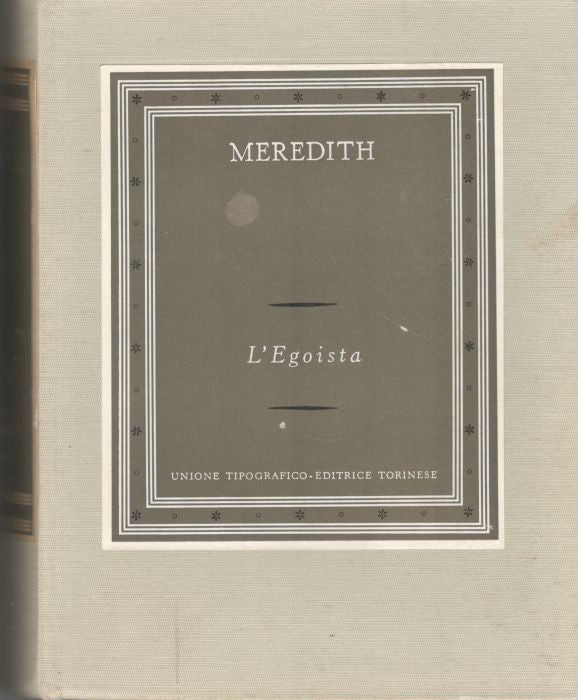 MEREDITH
L'Egoista
UNIONE TIPOGRAFICO-EDITRICE TORINESE